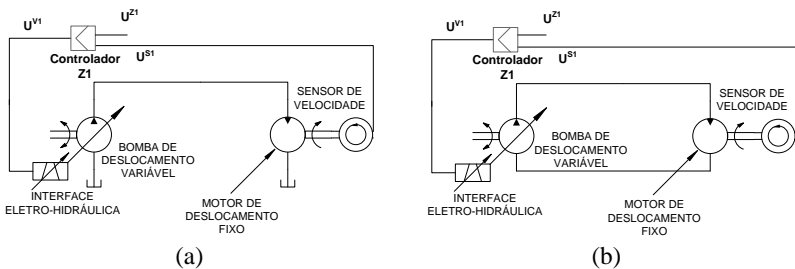 U^Z1
U^V1
Controlador
Z1
U^S1
SENSOR DE
VELOCIDADE
BOMBA DE
DESLOCAMENTO
VARIÁVEL
INTERFACE
ELETRO-HIDRÁULICA
MOTOR DE
DESLOCAMENTO
FIXO
(a)
U^Z1
U^V1
Controlador
Z1
U^S1
SENSOR DE
VELOCIDADE
BOMBA DE
DESLOCAMENTO
VARIÁVEL
INTERFACE
ELETRO-HIDRÁULICA
MOTOR DE
DESLOCAMENTO
FIXO
(b)